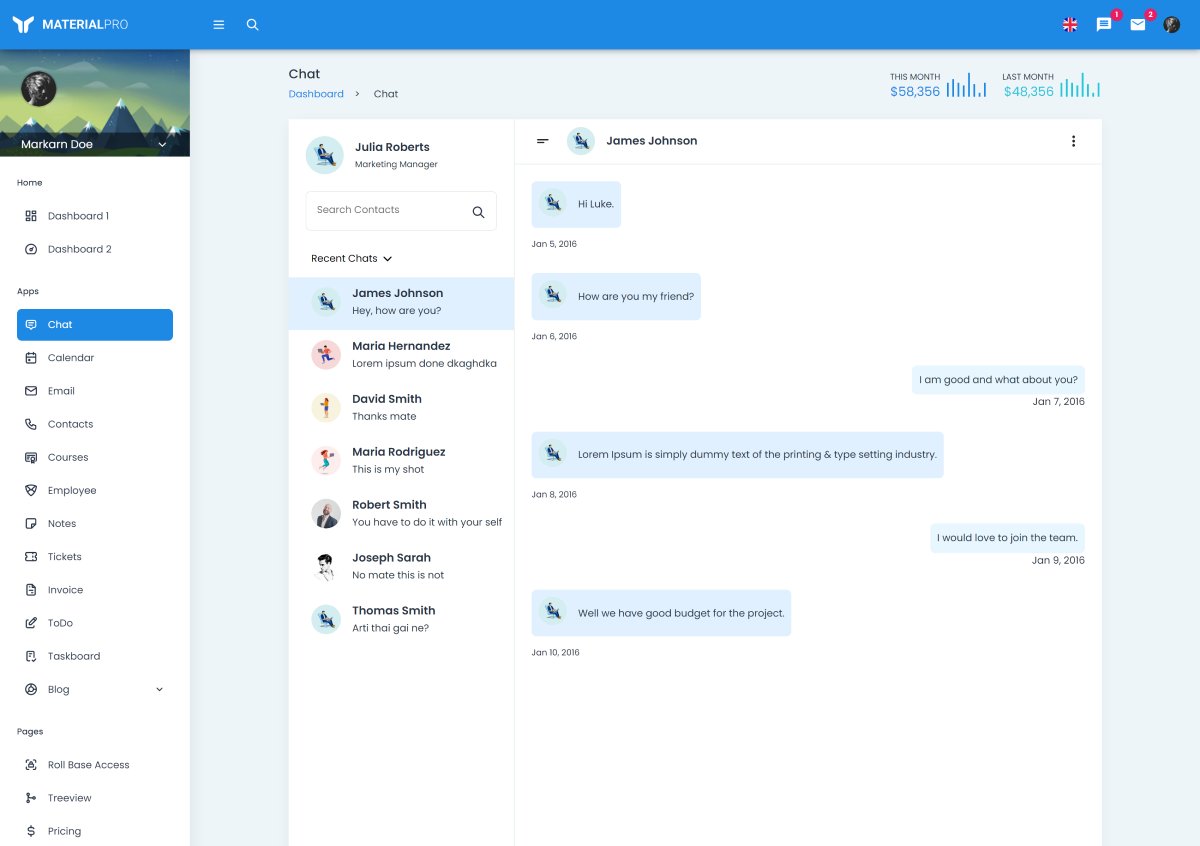 MATERIALPRO
1
2
Markarn Doe
Home
Dashboard 1
Dashboard 2
Apps
Chat
Calendar
Email
Contacts
Courses
Employee
Notes
Tickets
Invoice
ToDo
Taskboard
Blog
Pages
Roll Base Access
Treeview
Pricing
Chat
Dashboard > Chat
THIS MONTH
$58,356
LAST MONTH
$48,356
Julia Roberts
Marketing Manager
Search Contacts
Recent Chats
James Johnson
Hey, how are you?
Maria Hernandez
Lorem ipsum done dkaghdka
David Smith
Thanks mate
Maria Rodriguez
This is my shot
Robert Smith
You have to do it with your self
Joseph Sarah
No mate this is not
Thomas Smith
Arti thai gai ne?
James Johnson
Hi Luke.
Jan 5, 2016
How are you my friend?
Jan 6, 2016
I am good and what about you?
Jan 7, 2016
Lorem Ipsum is simply dummy text of the printing & type setting industry.
Jan 8, 2016
I would love to join the team.
Jan 9, 2016
Well we have good budget for the project.
Jan 10, 2016